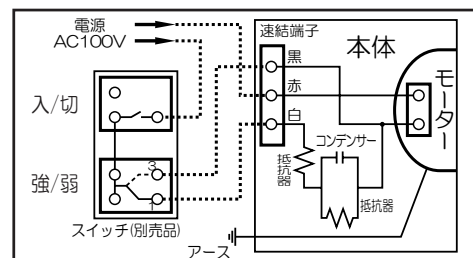 電源
AC100V
速結端子
本体
黒
赤
白
モーター
入/切
強/弱
3
1
コンデンサー
抵抗器
抵抗器
スイッチ(別売品)
アース